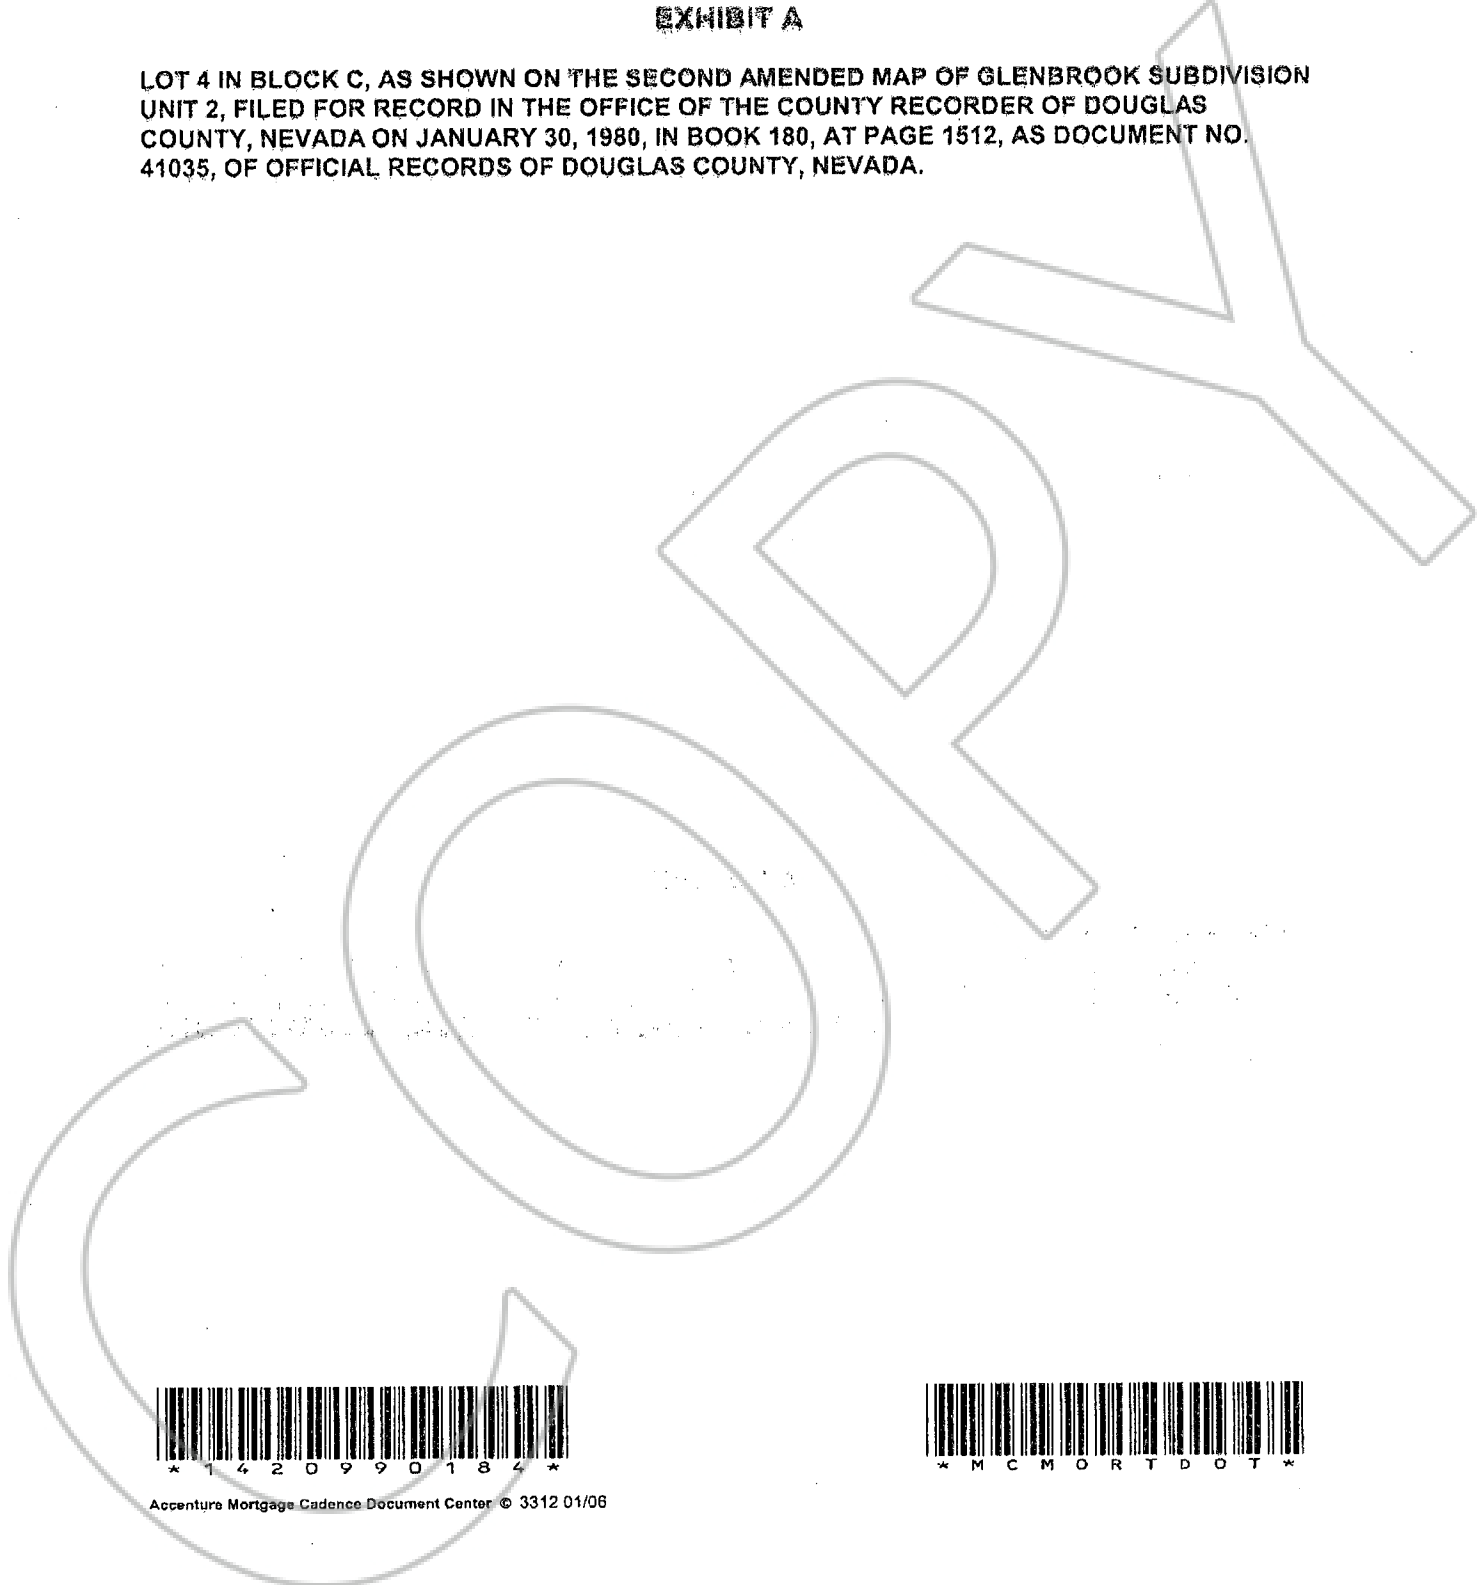 EXHIBIT A
LOT 4 IN BLOCK C, AS SHOWN ON THE SECOND AMENDED MAP OF GLENBROOK SUBDIVISION
UNIT 2, FILED FOR RECORD IN THE OFFICE OF THE COUNTY RECORDER OF DOUGLAS
COUNTY, NEVADA ON JANUARY 30, 1980, IN BOOK 180, AT PAGE 1512, AS DOCUMENT NO.
41035, OF OFFICIAL RECORDS OF DOUGLAS COUNTY, NEVADA.
COPY
* 1 4 2 0 9 9 0 1 8 4 *
* M C M O R T D O T *
Accenture Mortgage Cadence Document Center © 3312 01/06